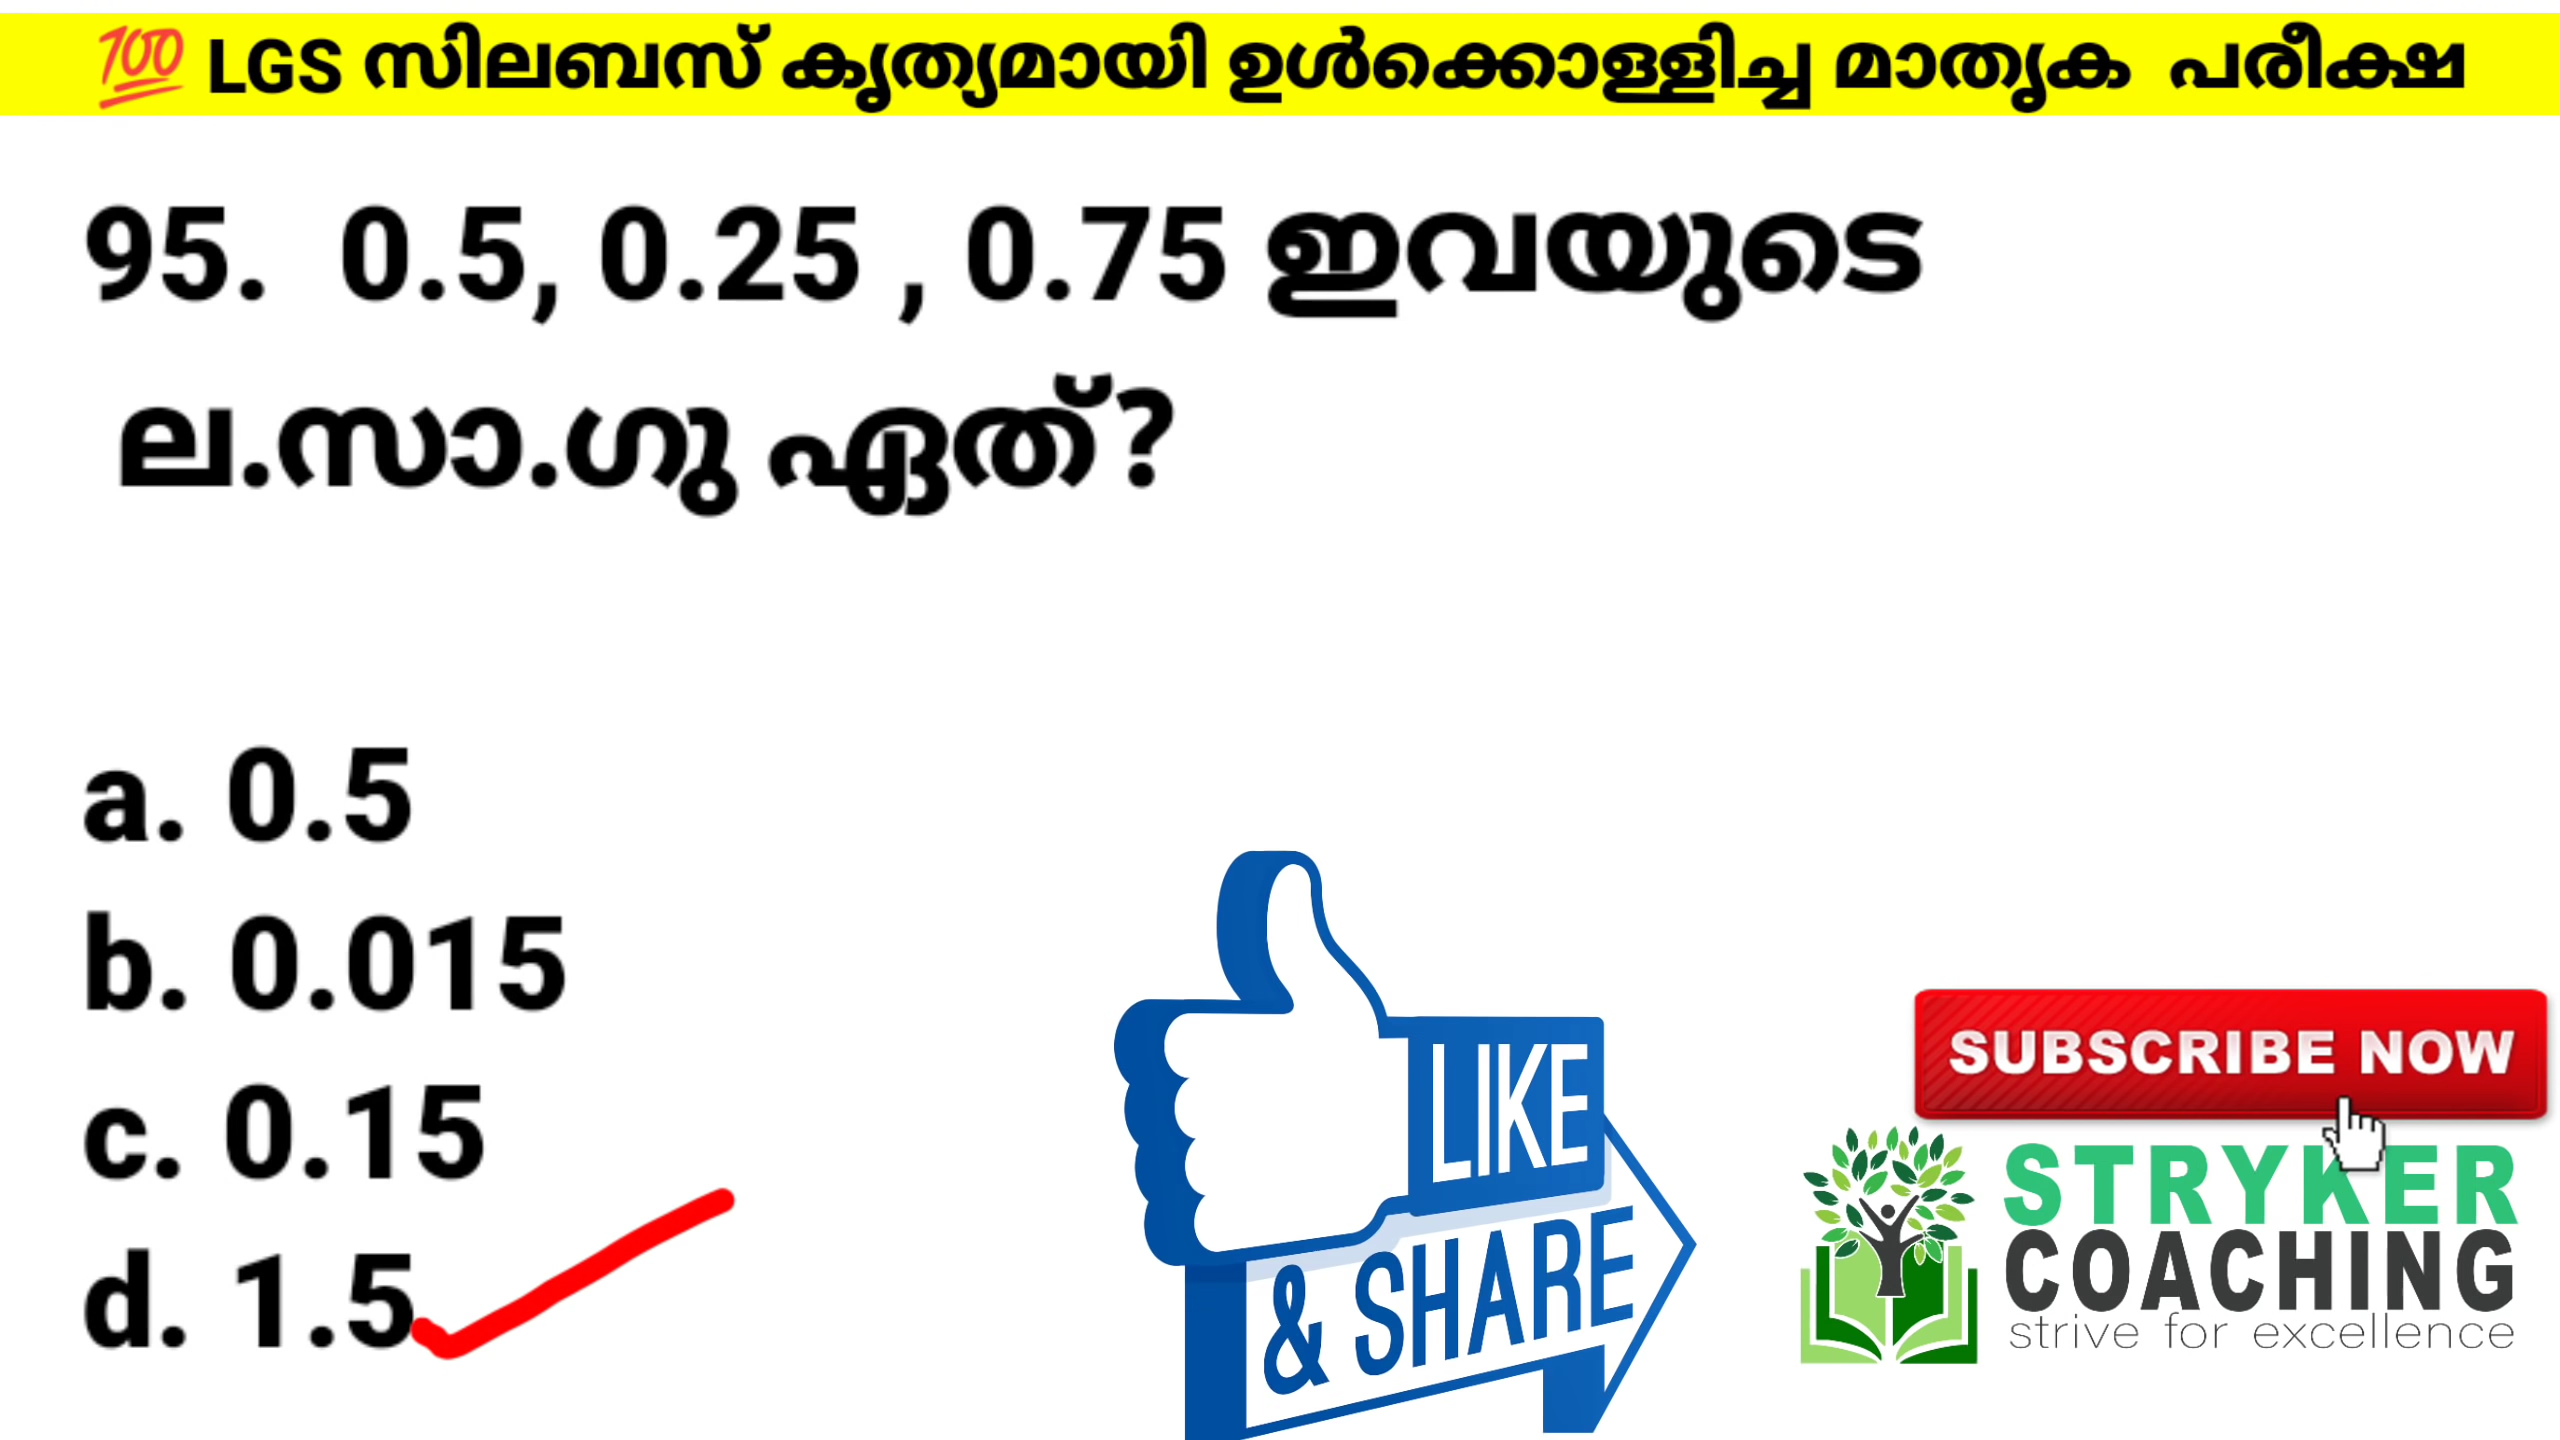 💯 LGS സിലബസ് കൃത്യമായി ഉൾക്കൊള്ളിച്ച മാതൃക പരീക്ഷ
95. 0.5, 0.25 , 0.75 ഇവയുടെ
ല.സാ.ഗു ഏത്?
a. 0.5
b. 0.015
c. 0.15
d. 1.5
LIKE
& SHARE
SUBSCRIBE NOW
STRYKER
COACHING
strive for excellence